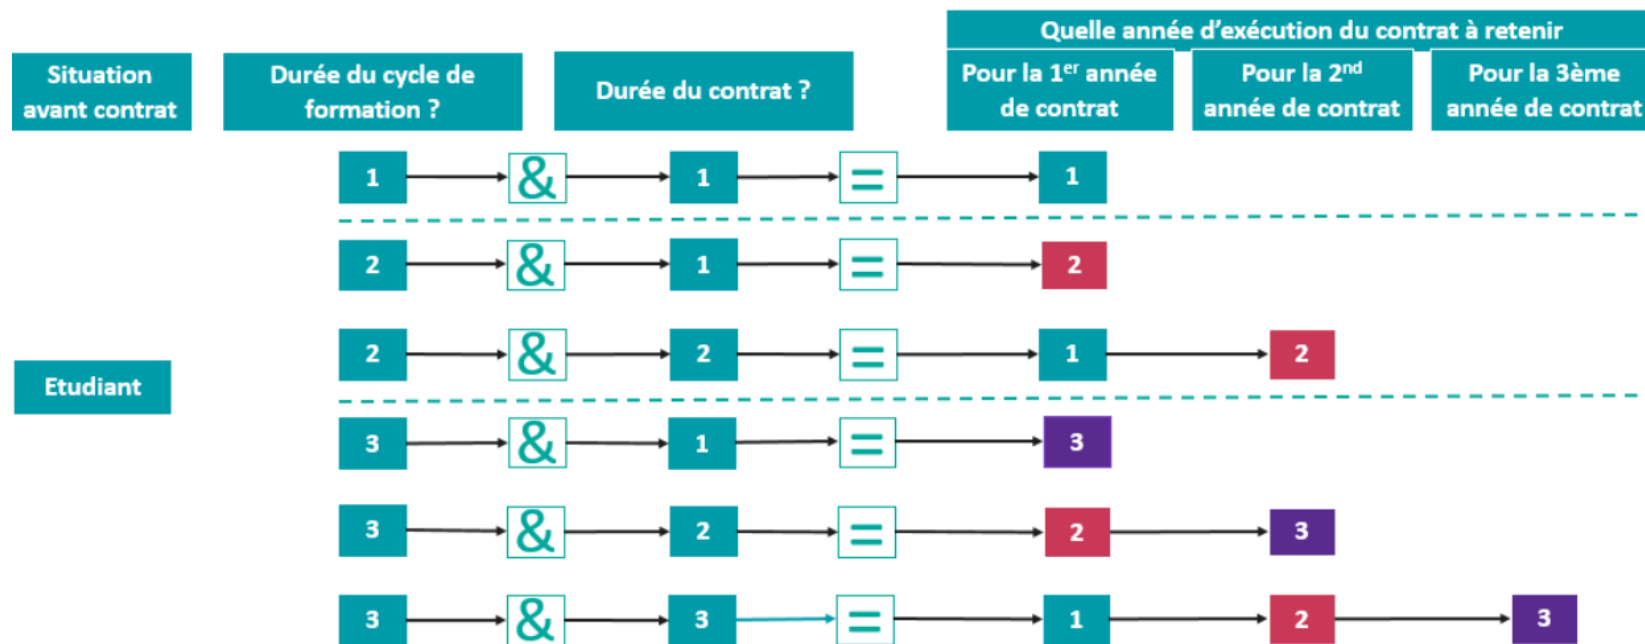 Quelle année d’exécution du contrat à retenir
Situation
avant contrat
Durée du cycle de
formation ?
Durée du contrat ?
Pour la 1er année
de contrat
Pour la 2nd
année de contrat
Pour la 3ème
année de contrat
1 & 1 = 1
2 & 1 = 2
2 & 2 = 1 2
Etudiant
3 & 1 = 3
3 & 2 = 2 3
3 & 3 = 1 2 3